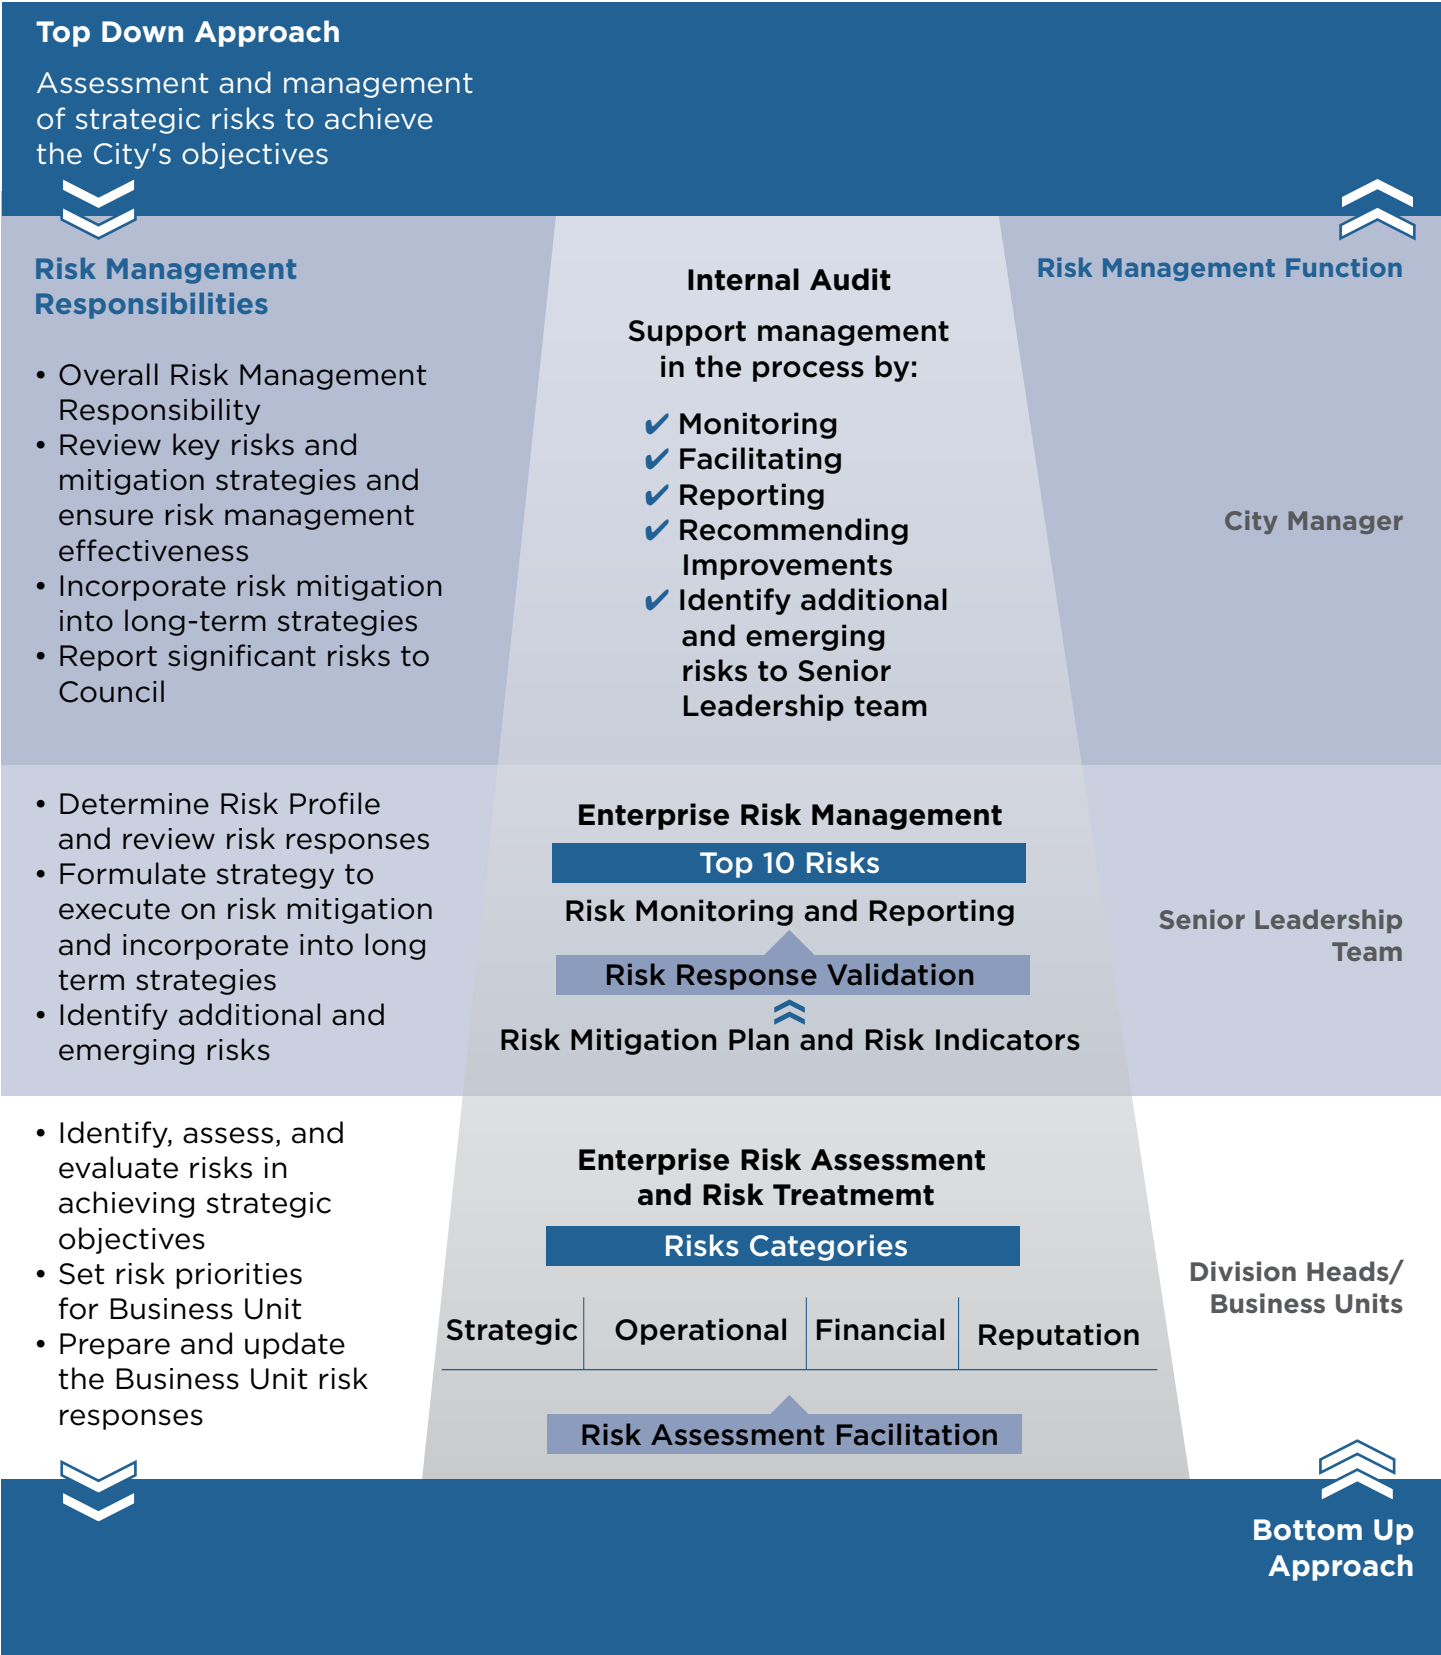 Top Down Approach
Assessment and management
of strategic risks to achieve
the City's objectives
Risk Management
Responsibilities
• Overall Risk Management
Responsibility
• Review key risks and
mitigation strategies and
ensure risk management
effectiveness
• Incorporate risk mitigation
into long-term strategies
• Report significant risks to
Council
Internal Audit
Support management
in the process by:
✔ Monitoring
✔ Facilitating
✔ Reporting
✔ Recommending
Improvements
✔ Identify additional
and emerging
risks to Senior
Leadership team
Risk Management Function
City Manager
• Determine Risk Profile
and review risk responses
• Formulate strategy to
execute on risk mitigation
and incorporate into long
term strategies
• Identify additional and
emerging risks
Enterprise Risk Management
Top 10 Risks
Risk Monitoring and Reporting
Risk Response Validation
Risk Mitigation Plan and Risk Indicators
Senior Leadership
Team
• Identify, assess, and
evaluate risks in
achieving strategic
objectives
• Set risk priorities
for Business Unit
• Prepare and update
the Business Unit risk
responses
Enterprise Risk Assessment
and Risk Treatmemt
Risks Categories
Strategic
Operational
Financial
Reputation
Risk Assessment Facilitation
Division Heads/
Business Units
Bottom Up
Approach